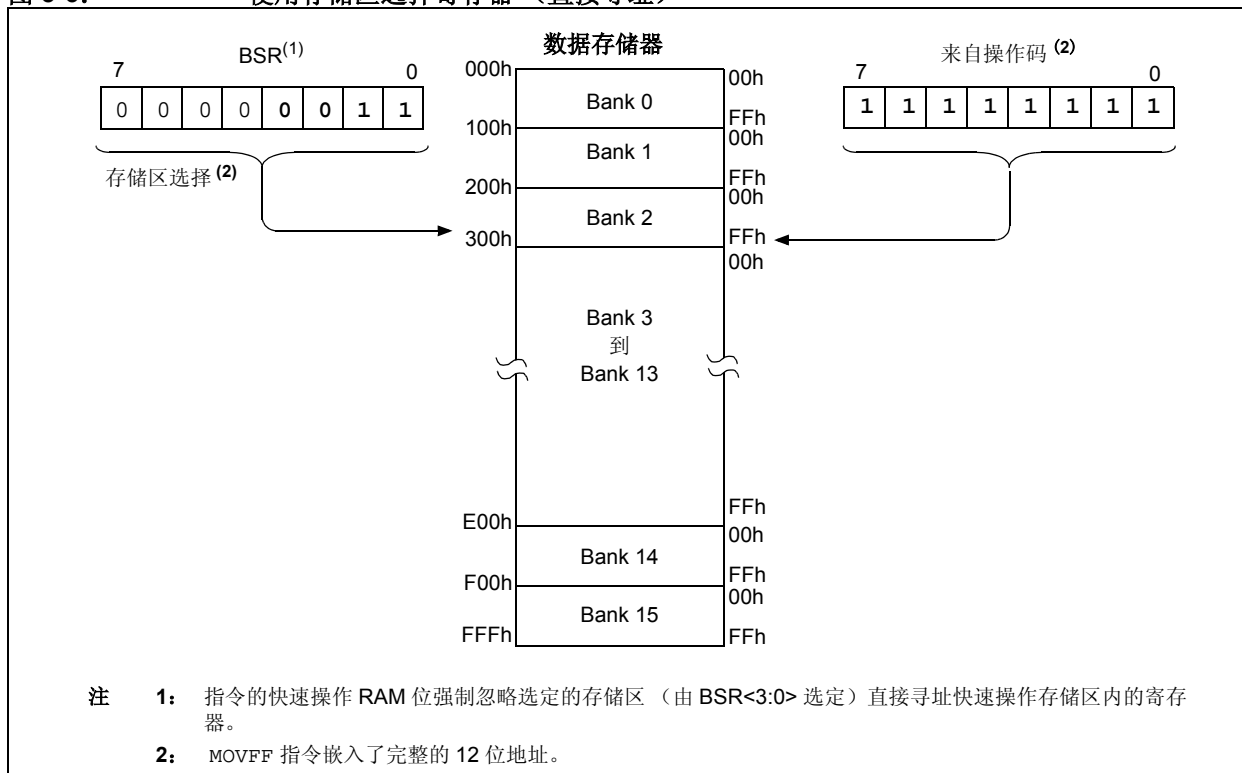 数据存储器
BSR(1)
7 0
0 0 0 0 0 0 1 1
存储区选择(2)
来自操作码(2)
7 0
1 1 1 1 1 1 1 1
000h
Bank 0
00h
FFh
100h
Bank 1
00h
FFh
200h
Bank 2
00h
FFh
300h
Bank 3
到
Bank 13
00h
FFh
E00h
Bank 14
00h
FFh
F00h
Bank 15
00h
FFFh
FFh
注 1: 指令的快速操作 RAM 位强制忽略选定的存储区 (由 BSR<3:0> 选定)直接寻址快速操作存储区内的寄存
器。
2: MOVFF 指令嵌入了完整的 12 位地址。